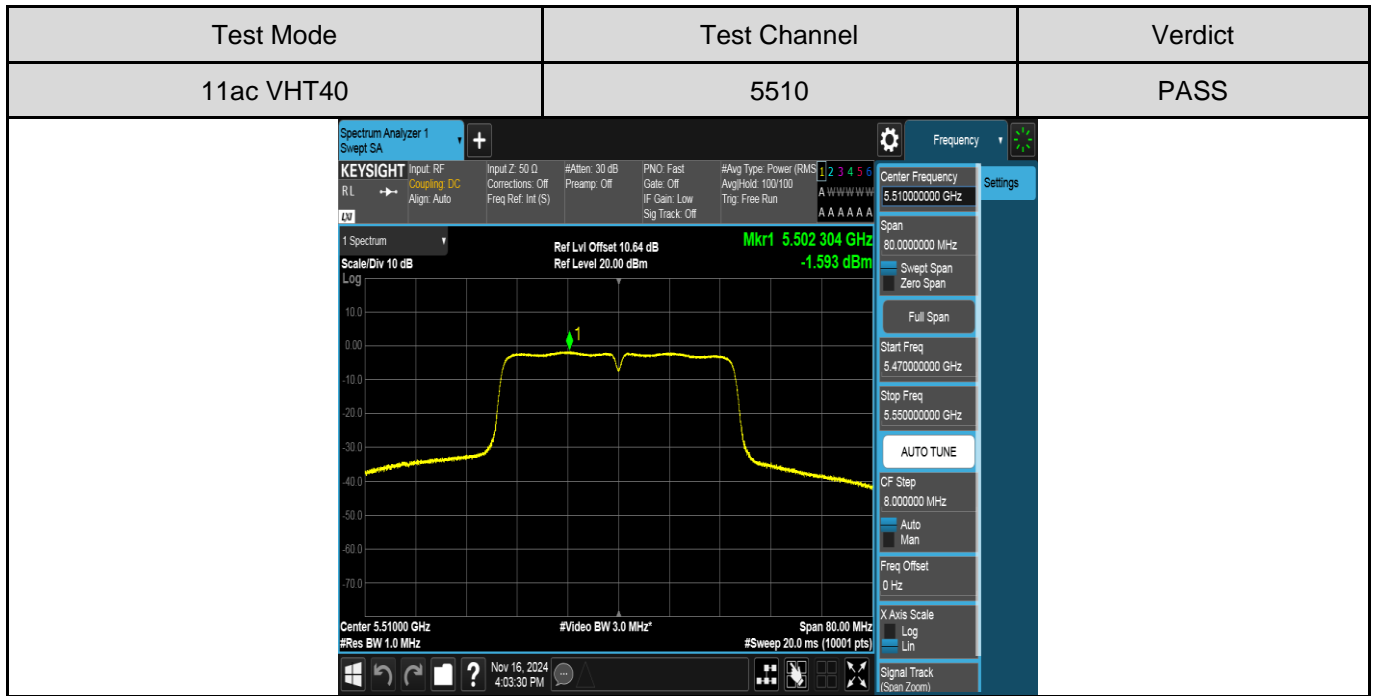 Test Mode Test Channel Verdict
11ac VHT40 5510 PASS
Spectrum Analyzer 1
Swept SA
+
Frequency
KEYSIGHT
RL
LXI
Input: RF
Coupling: DC
Align: Auto
Input Z: 50 Ω
Corrections: Off
Freq Ref: Int (S)
#Atten: 30 dB
Preamp: Off
PNO: Fast
Gate: Off
IF Gain: Low
Sig Track: Off
#Avg Type: Power (RMS
Avg|Hold: 100/100
Trig: Free Run
1 2 3 4 5 6
A W W W W W
A A A A A A
1 Spectrum
Scale/Div 10 dB
Log
Ref Lvl Offset 10.64 dB
Ref Level 20.00 dBm
Mkr1 5.502 304 GHz
-1.593 dBm
1
10.0
0.00
-10.0
-20.0
-30.0
-40.0
-50.0
-60.0
-70.0
Center 5.51000 GHz
#Res BW 1.0 MHz
#Video BW 3.0 MHz*
Span 80.00 MHz
#Sweep 20.0 ms (10001 pts)
Center Frequency
5.510000000 GHz
Settings
Span
80.0000000 MHz
Swept Span
Zero Span
Full Span
Start Freq
5.470000000 GHz
Stop Freq
5.550000000 GHz
AUTO TUNE
CF Step
8.000000 MHz
Auto
Man
Freq Offset
0 Hz
X Axis Scale
Log
Lin
Signal Track
(Span Zoom)
?
Nov 16, 2024
4:03:30 PM